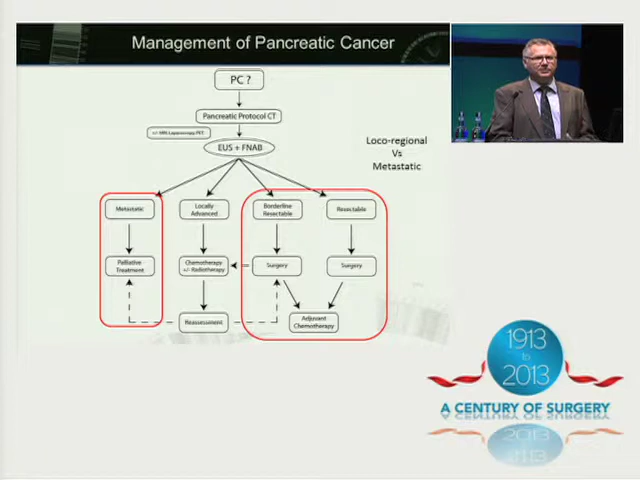 Management of Pancreatic Cancer
PC ?
Pancreatic Protocol CT
+/- MRI Laparoscopy PET
EUS + FNAB
Loco-regional
Vs
Metastatic
Metastatic
Locally
Advanced
Borderline
Resectable
Resectable
Palliative
Treatment
Chemotherapy
+/- Radiotherapy
Surgery
Surgery
Reassessment
Adjuvant
Chemotherapy
1913
to
2013
A CENTURY OF SURGERY